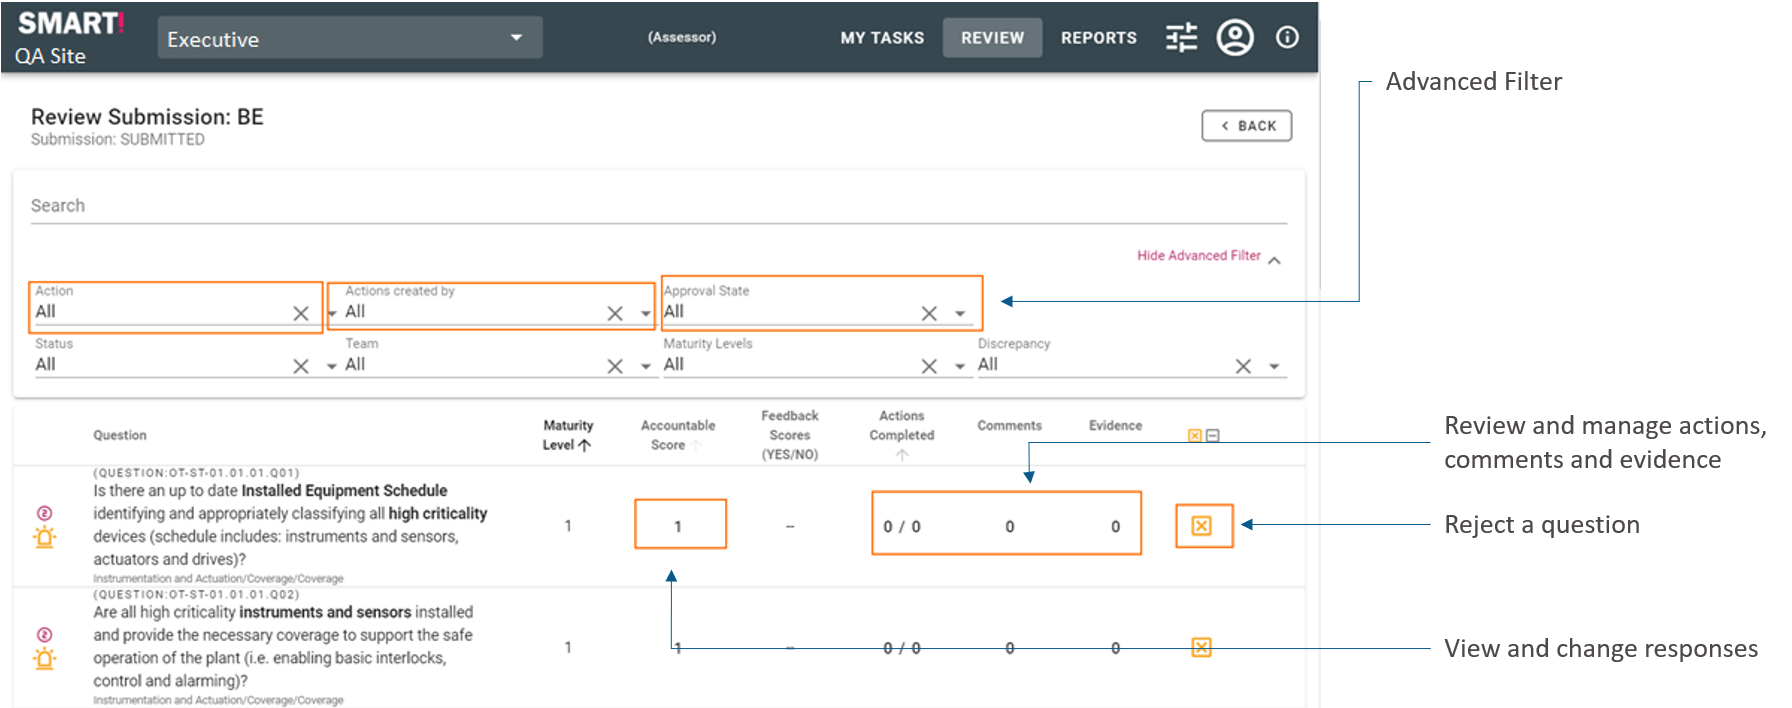 SMART!
QA Site
Executive
(Assessor)
MY TASKS
REVIEW
REPORTS
Advanced Filter
Review Submission: BE
Submission: SUBMITTED
< BACK
Search
Hide Advanced Filter
Action
All
Actions created by
All
Approval State
All
Status
All
Team
All
Maturity Levels
All
Discrepancy
All
Question
Maturity
Level
Accountable
Score
Feedback
Scores
(YES/NO)
Actions
Completed
Comments
Evidence
Review and manage actions,
comments and evidence
(QUESTION:OT-ST-01.01.01.Q01)
Is there an up to date Installed Equipment Schedule
identifying and appropriately classifying all high criticality
devices (schedule includes: instruments and sensors,
actuators and drives)?
Instrumentation and Actuation/Coverage/Coverage
1
1
--
0 / 0
0
0
Reject a question
(QUESTION:OT-ST-01.01.01.Q02)
Are all high criticality instruments and sensors installed
and provide the necessary coverage to support the safe
operation of the plant (i.e. enabling basic interlocks,
control and alarming)?
Instrumentation and Actuation/Coverage/Coverage
1
1
--
0 / 0
0
0
View and change responses